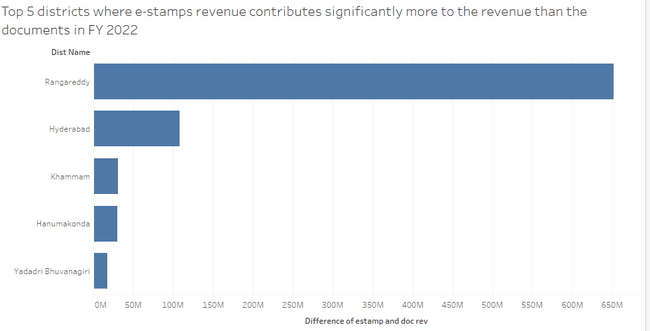 Top 5 districts where e-stamps revenue contributes significantly more to the revenue than the
documents in FY 2022
Dist Name
Rangareddy
Hyderabad
Khammam
Hanumakonda
Yadadri Bhuvanagiri
0M 50M 100M 150M 200M 250M 300M 350M 400M 450M 500M 550M 600M 650M
Difference of estamp and doc rev